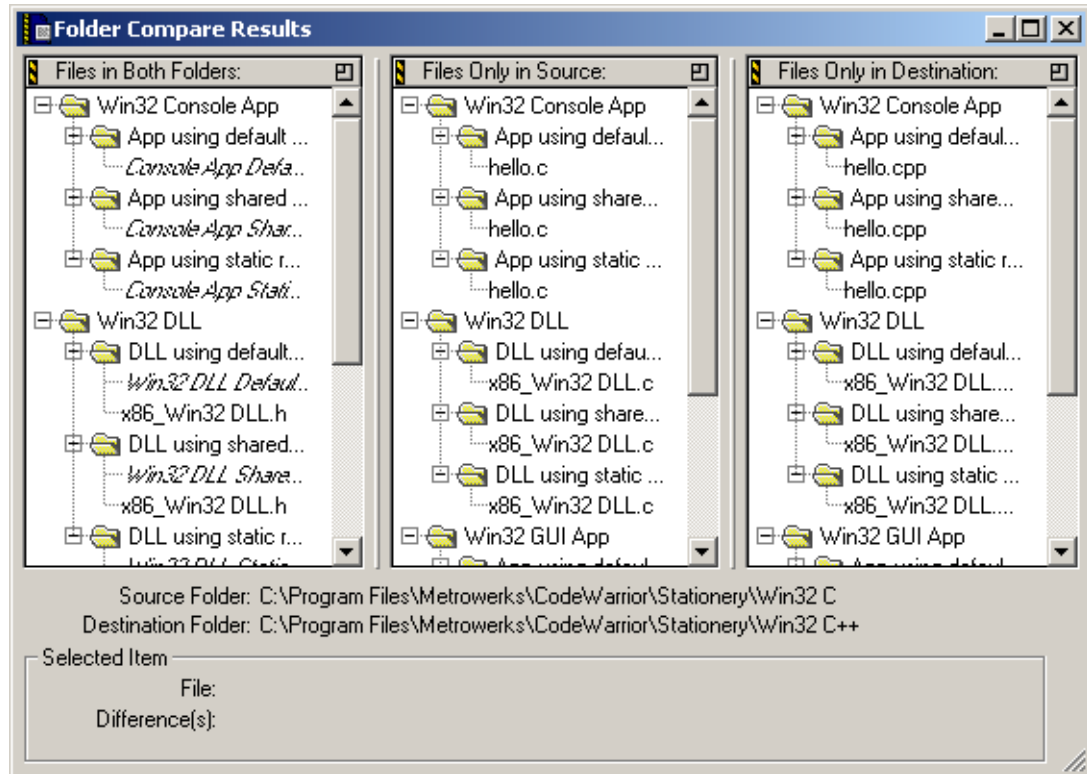 Folder Compare Results
Files in Both Folders:
Win32 Console App
App using default ...
Console App Defa...
App using shared ...
Console App Shar...
App using static r...
Console App Stati...
Win32 DLL
DLL using default...
Win32 DLL Defaul...
x86_Win32 DLL.h
DLL using shared...
Win32 DLL Share...
x86_Win32 DLL.h
DLL using static r...
Files Only in Source:
Win32 Console App
App using defaul...
hello.c
App using share...
hello.c
App using static ...
hello.c
Win32 DLL
DLL using defau...
x86_Win32 DLL.c
DLL using share...
x86_Win32 DLL.c
DLL using static ...
x86_Win32 DLL.c
Win32 GUI App
Files Only in Destination:
Win32 Console App
App using defaul...
hello.cpp
App using share...
hello.cpp
App using static r...
hello.cpp
Win32 DLL
DLL using defaul...
x86_Win32 DLL....
DLL using share...
x86_Win32 DLL....
DLL using static ...
x86_Win32 DLL....
Win32 GUI App
Source Folder: C:\Program Files\Metrowerks\CodeWarrior\Stationery\Win32 C
Destination Folder: C:\Program Files\Metrowerks\CodeWarrior\Stationery\Win32 C++
Selected Item
File:
Difference(s):